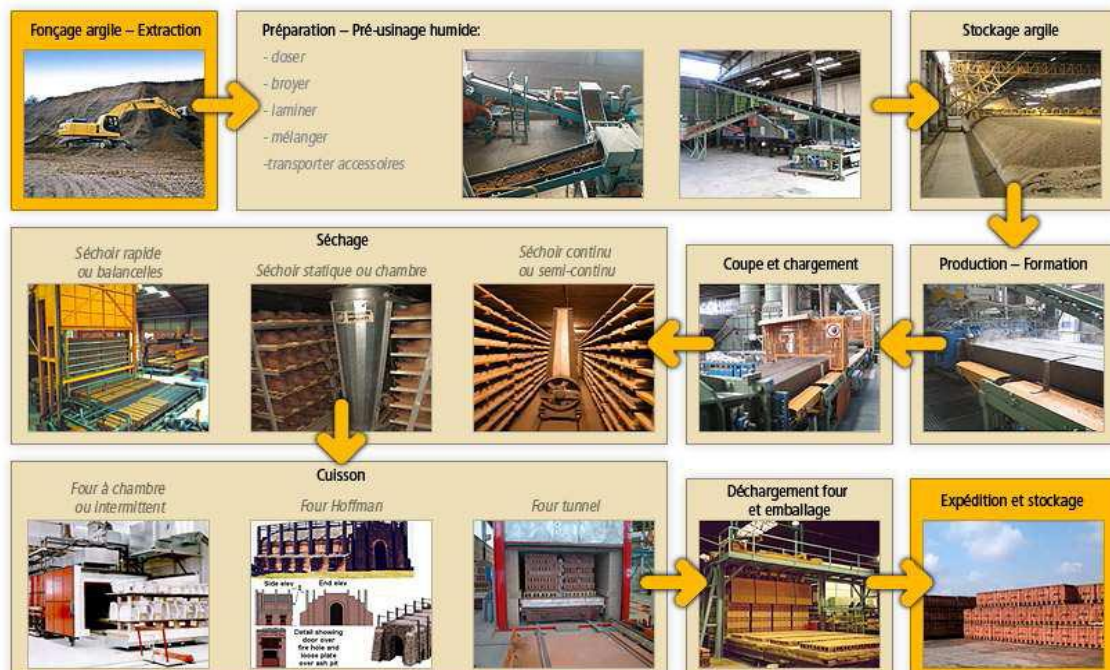 Fonçage argile – Extraction
Préparation – Pré-usinage humide:
- doser
- broyer
- laminer
- mélanger
-transporter accessoires
Stockage argile
Production – Formation
Coupe et chargement
Séchage
Séchoir rapide
ou balancelles
Séchoir statique ou chambre
Séchoir continu
ou semi-continu
Cuisson
Four à chambre
ou intermittent
Four Hoffman
Side elev
End elev
Detail showing
door over
fire hole and
loose plate
over ash pit
Four tunnel
Déchargement four
et emballage
Expédition et stockage